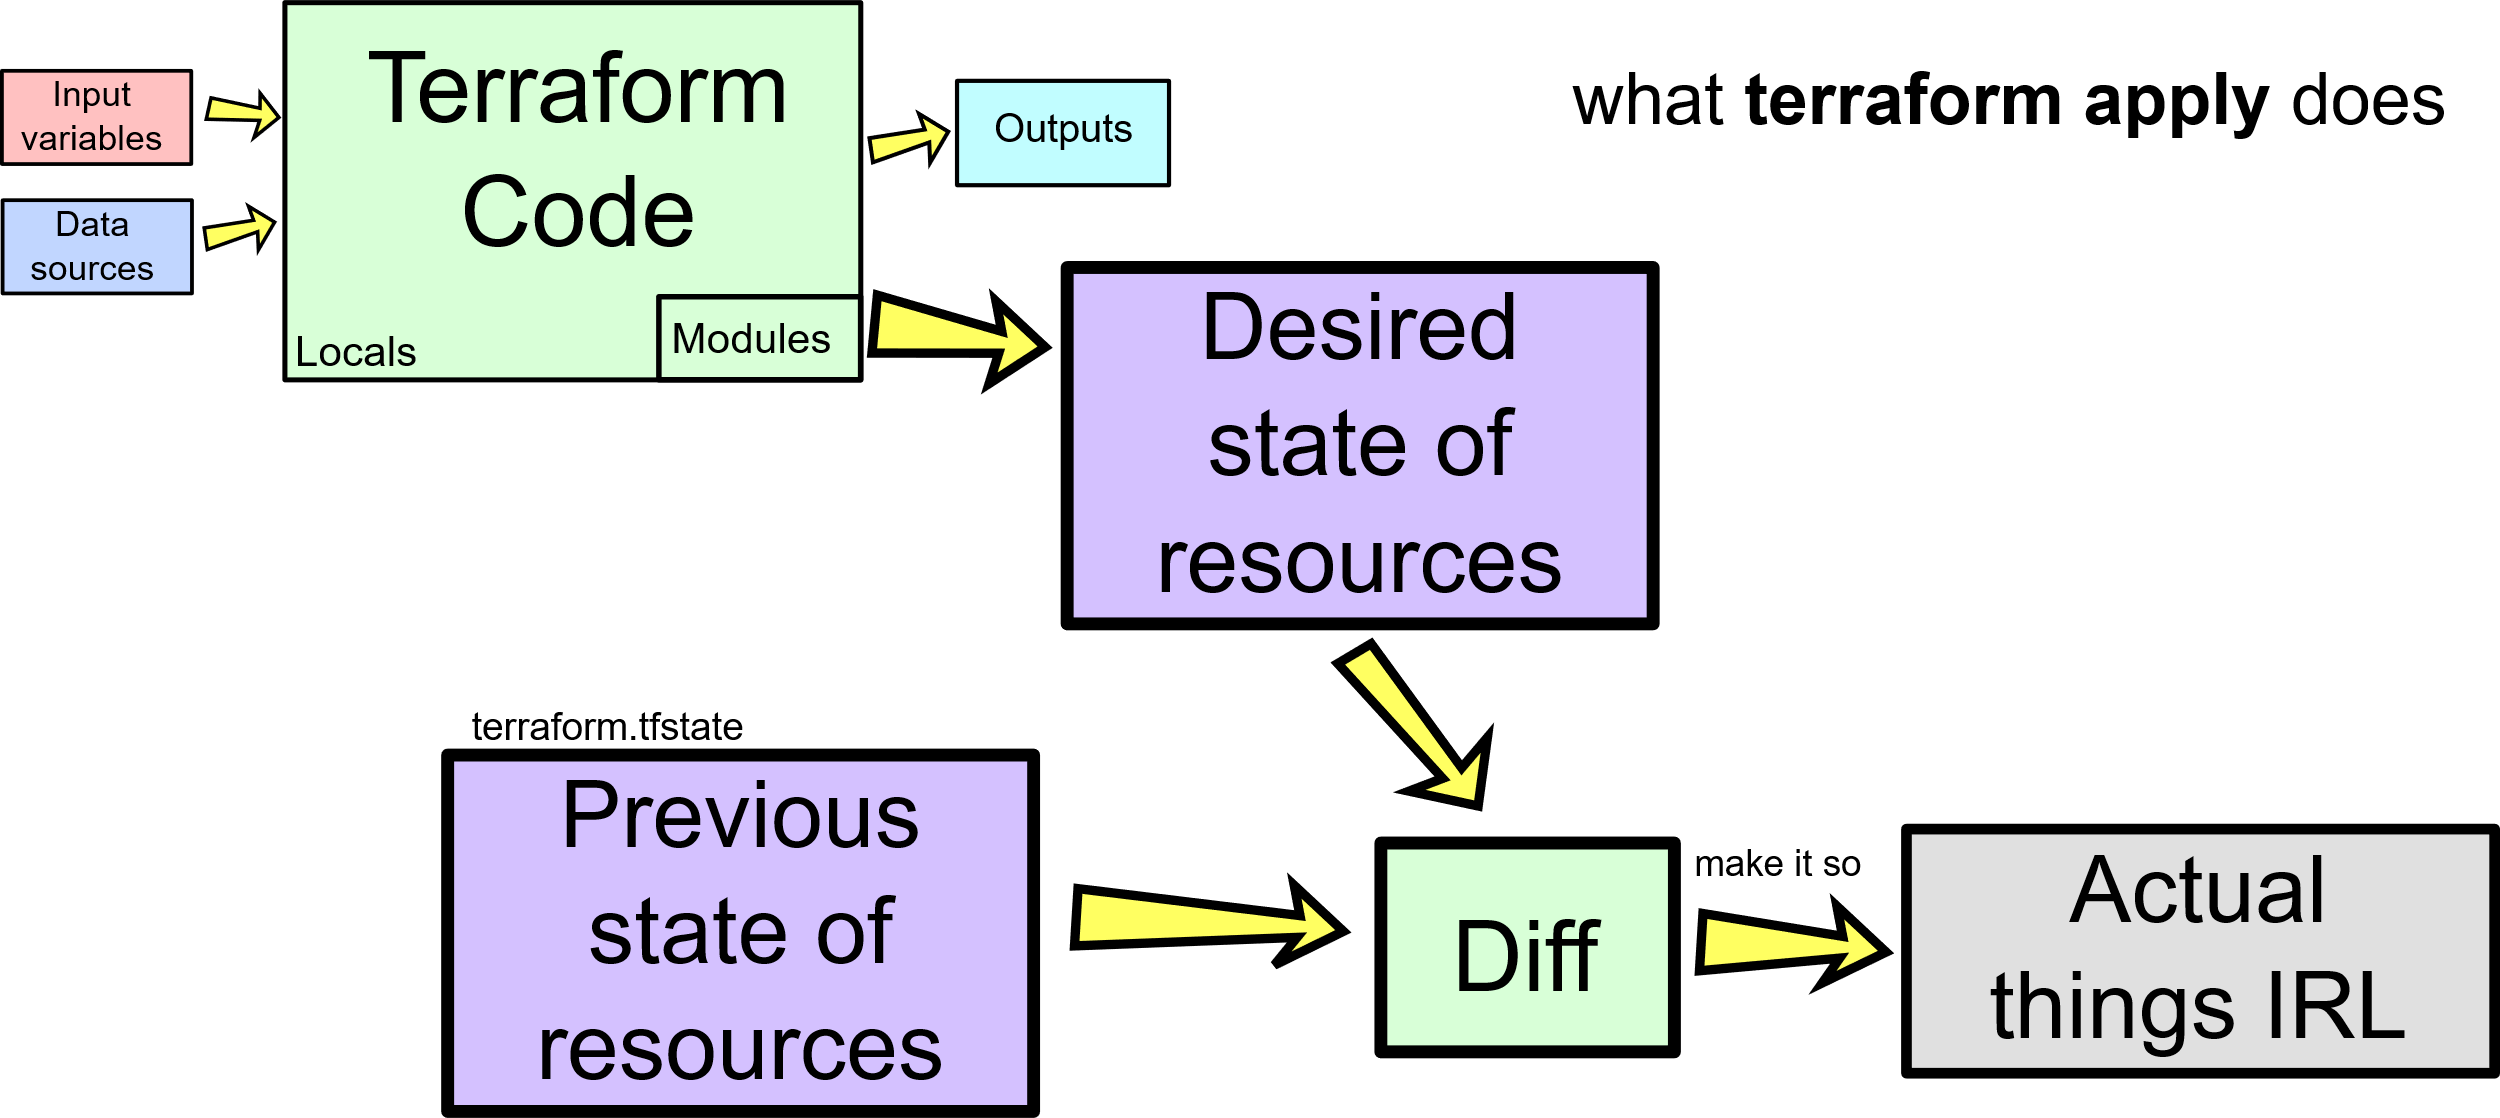 what terraform apply does
Input
variables
Data
sources
Terraform
Code
Locals
Modules
Outputs
Desired
state of
resources
terraform.tfstate
Previous
state of
resources
Diff
make it so
Actual
things IRL